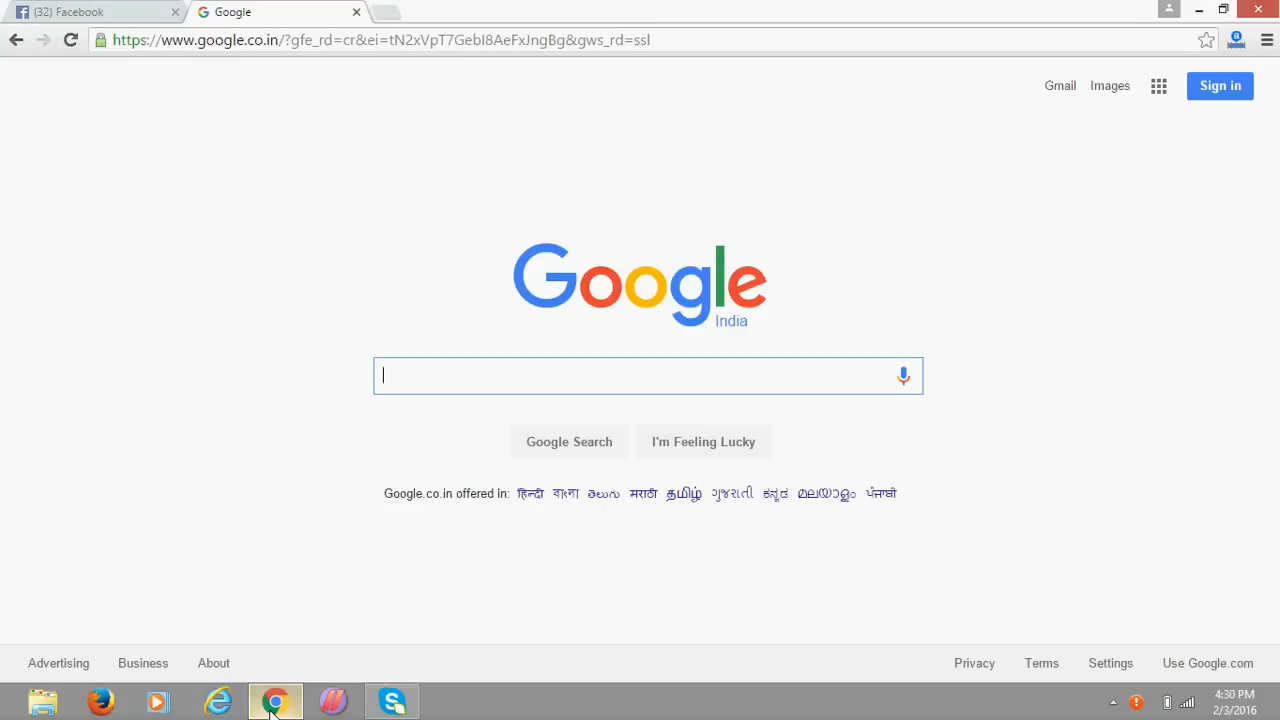 (32) Facebook
Google
https://www.google.co.in/?gfe_rd=cr&ei=tN2xVpT7GebI8AeFxJngBg&gws_rd=ssl
Gmail Images Sign in
Google
India
Google Search I'm Feeling Lucky
Google.co.in offered in: हिन्दी বাংলা తెలుగు मराठी தமிழ் ગુજરાતી ಕನ್ನಡ മലയാളം ਪੰਜਾਬੀ
Advertising Business About Privacy Terms Settings Use Google.com
4:30 PM
2/3/2016